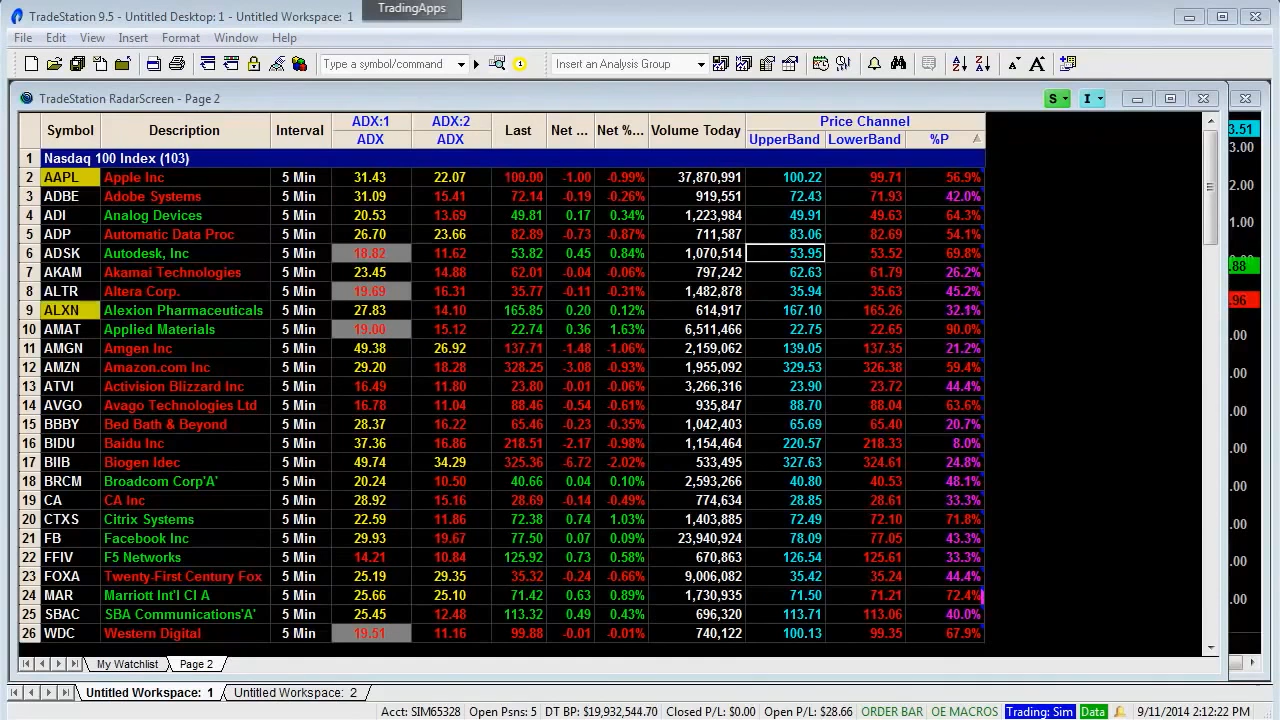 TradeStation 9.5 - Untitled Desktop: 1 - Untitled Workspace: 1
TradingApps
File Edit View Insert Format Window Help
Type a symbol/command Insert an Analysis Group
TradeStation RadarScreen - Page 2 S I
Symbol Description Interval ADX:1 ADX ADX:2 ADX Last Net ... Net %... Volume Today Price Channel UpperBand LowerBand %P
1 Nasdaq 100 Index (103)
2 AAPL Apple Inc 5 Min 31.43 22.07 100.00 -1.00 -0.99% 37,870,991 100.22 99.71 56.9%
3 ADBE Adobe Systems 5 Min 31.09 15.41 72.14 -0.19 -0.26% 919,551 72.43 71.93 42.0%
4 ADI Analog Devices 5 Min 20.53 13.69 49.81 0.17 0.34% 1,223,984 49.91 49.63 64.3%
5 ADP Automatic Data Proc 5 Min 26.70 23.66 82.89 -0.73 -0.87% 711,587 83.06 82.69 54.1%
6 ADSK Autodesk, Inc 5 Min 18.82 11.62 53.82 0.45 0.84% 1,070,514 53.95 53.52 69.8%
7 AKAM Akamai Technologies 5 Min 23.45 14.88 62.01 -0.04 -0.06% 797,242 62.63 61.79 26.2%
8 ALTR Altera Corp. 5 Min 19.69 16.31 35.77 -0.11 -0.31% 1,482,878 35.94 35.63 45.2%
9 ALXN Alexion Pharmaceuticals 5 Min 27.83 14.10 165.85 0.20 0.12% 614,917 167.10 165.26 32.1%
10 AMAT Applied Materials 5 Min 19.00 15.12 22.74 0.36 1.63% 6,511,466 22.75 22.65 90.0%
11 AMGN Amgen Inc 5 Min 49.38 26.92 137.71 -1.48 -1.06% 2,159,062 139.05 137.35 21.2%
12 AMZN Amazon.com Inc 5 Min 29.20 18.28 328.25 -3.08 -0.93% 1,955,092 329.53 326.38 59.4%
13 ATVI Activision Blizzard Inc 5 Min 16.49 11.80 23.80 -0.01 -0.06% 3,266,316 23.90 23.72 44.4%
14 AVGO Avago Technologies Ltd 5 Min 16.78 11.04 88.46 -0.54 -0.61% 935,847 88.70 88.04 63.6%
15 BBBY Bed Bath & Beyond 5 Min 28.37 16.22 65.46 -0.23 -0.35% 1,042,403 65.69 65.40 20.7%
16 BIDU Baidu Inc 5 Min 37.36 16.86 218.51 -2.17 -0.98% 1,154,464 220.57 218.33 8.0%
17 BIIB Biogen Idec 5 Min 49.74 34.29 325.36 -6.72 -2.02% 533,495 327.63 324.61 24.8%
18 BRCM Broadcom Corp'A' 5 Min 20.24 10.50 40.66 0.04 0.10% 2,593,266 40.80 40.53 48.1%
19 CA CA Inc 5 Min 28.92 15.16 28.69 -0.14 -0.49% 774,634 28.85 28.61 33.3%
20 CTXS Citrix Systems 5 Min 22.59 11.86 72.38 0.74 1.03% 1,403,885 72.49 72.10 71.8%
21 FB Facebook Inc 5 Min 29.93 19.67 77.50 0.07 0.09% 23,940,924 78.09 77.05 43.3%
22 FFIV F5 Networks 5 Min 14.21 10.84 125.92 0.73 0.58% 670,863 126.54 125.61 33.3%
23 FOXA Twenty-First Century Fox 5 Min 25.19 29.35 35.32 -0.24 -0.66% 9,006,082 35.42 35.24 44.4%
24 MAR Marriott Int'l Cl A 5 Min 25.66 25.10 71.42 0.63 0.89% 1,730,935 71.50 71.21 72.4%
25 SBAC SBA Communications'A' 5 Min 25.45 12.48 113.32 0.49 0.43% 696,320 113.71 113.06 40.0%
26 WDC Western Digital 5 Min 19.51 11.16 99.88 -0.01 -0.01% 740,122 100.13 99.35 67.9%
3.51
3.00
2.00
1.00
.88
.96
.00
.00
.00
.00
.00
.00
.00
.00
My Watchlist Page 2
Untitled Workspace: 1 Untitled Workspace: 2
Acct: SIM65328 Open Psns: 5 DT BP: $19,932,544.70 Closed P/L: $0.00 Open P/L: $28.66 ORDER BAR OE MACROS Trading: Sim Data 9/11/2014 2:12:22 PM